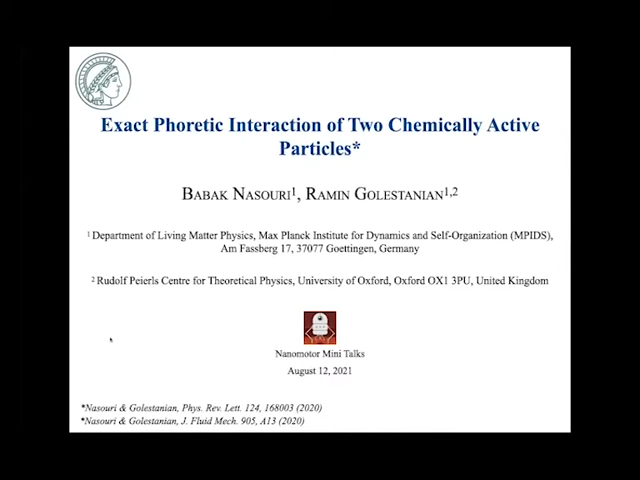 Exact Phoretic Interaction of Two Chemically Active
Particles*
BABAK NASOURI1, RAMIN GOLESTANIAN1,2
1 Department of Living Matter Physics, Max Planck Institute for Dynamics and Self-Organization (MPIDS),
Am Fassberg 17, 37077 Goettingen, Germany
2 Rudolf Peierls Centre for Theoretical Physics, University of Oxford, Oxford OX1 3PU, United Kingdom
Nanomotor Mini Talks
August 12, 2021
*Nasouri & Golestanian, Phys. Rev. Lett. 124, 168003 (2020)
*Nasouri & Golestanian, J. Fluid Mech. 905, A13 (2020)